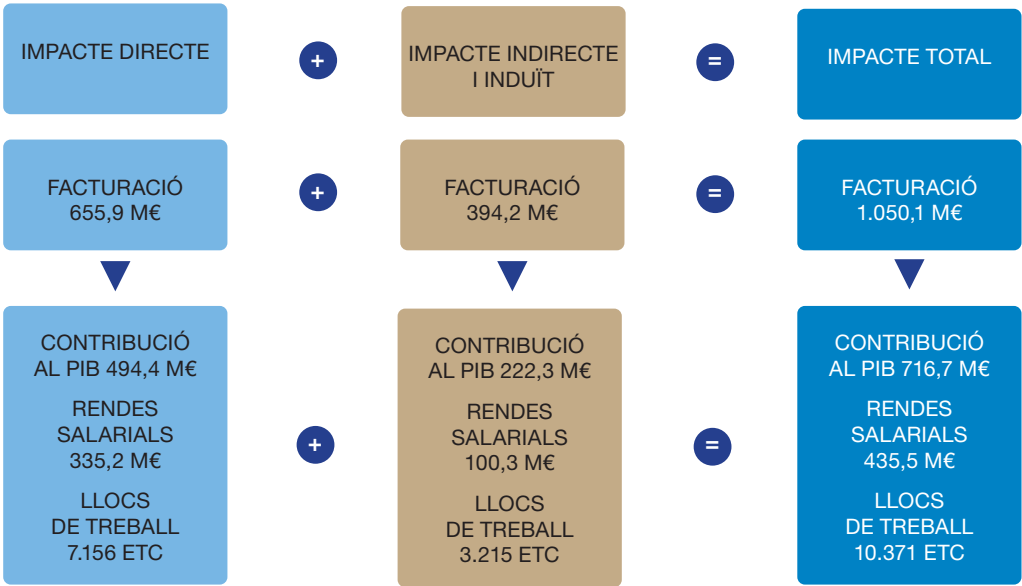 IMPACTE DIRECTE
+
IMPACTE INDIRECTE
I INDUÏT
=
IMPACTE TOTAL
FACTURACIÓ
655,9 M€
+
FACTURACIÓ
394,2 M€
=
FACTURACIÓ
1.050,1 M€
CONTRIBUCIÓ
AL PIB 494,4 M€
RENDES
SALARIALS
335,2 M€
LLOCS
DE TREBALL
7.156 ETC
+
CONTRIBUCIÓ
AL PIB 222,3 M€
RENDES
SALARIALS
100,3 M€
LLOCS
DE TREBALL
3.215 ETC
=
CONTRIBUCIÓ
AL PIB 716,7 M€
RENDES
SALARIALS
435,5 M€
LLOCS
DE TREBALL
10.371 ETC